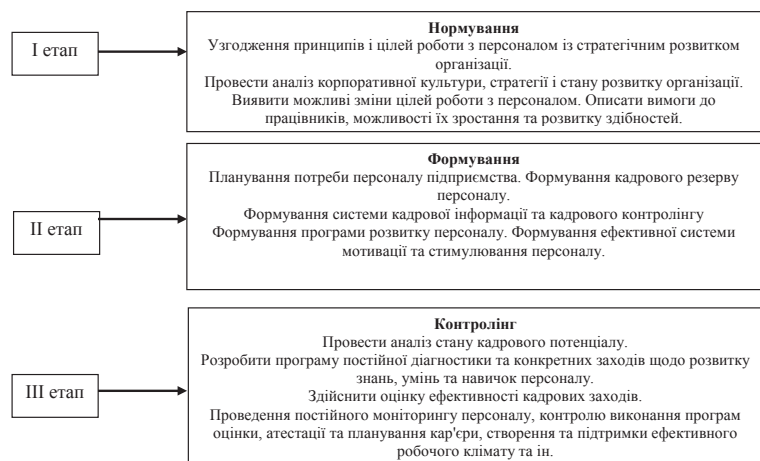 І етап
Нормування
Узгодження принципів і цілей роботи з персоналом із стратегічним розвитком
організації.
Провести аналіз корпоративної культури, стратегії і стану розвитку організації.
Виявити можливі зміни цілей роботи з персоналом. Описати вимоги до
працівників, можливості їх зростання та розвитку здібностей.
ІІ етап
Формування
Планування потреби персоналу підприємства. Формування кадрового резерву
персоналу.
Формування системи кадрової інформації та кадрового контролінгу
Формування програми розвитку персоналу. Формування ефективної системи
мотивації та стимулювання персоналу.
ІІІ етап
Контролінг
Провести аналіз стану кадрового потенціалу.
Розробити програму постійної діагностики та конкретних заходів щодо розвитку
знань, умінь та навичок персоналу.
Здійснити оцінку ефективності кадрових заходів.
Проведення постійного моніторингу персоналу, контролю виконання програм
оцінки, атестації та планування кар'єри, створення та підтримки ефективного
робочого клімату та ін.